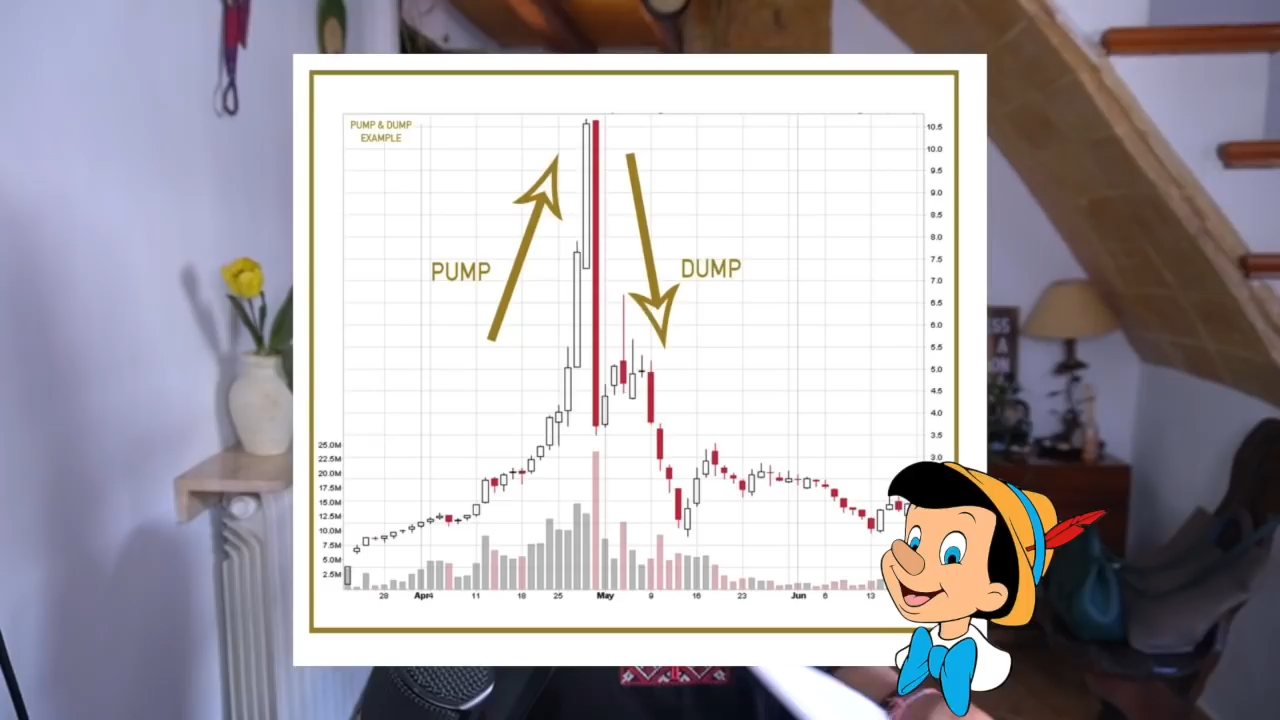 PUMP & DUMP
EXAMPLE
PUMP
DUMP
10.5
10.0
9.5
9.0
8.5
8.0
7.5
7.0
6.5
6.0
5.5
5.0
4.5
4.0
3.5
3.0
25.0M
22.5M
20.0M
17.5M
15.0M
12.5M
10.0M
7.5M
5.0M
2.5M
28 Apr4 11 18 25 May 9 16 23 Jun 6 13
SS
A